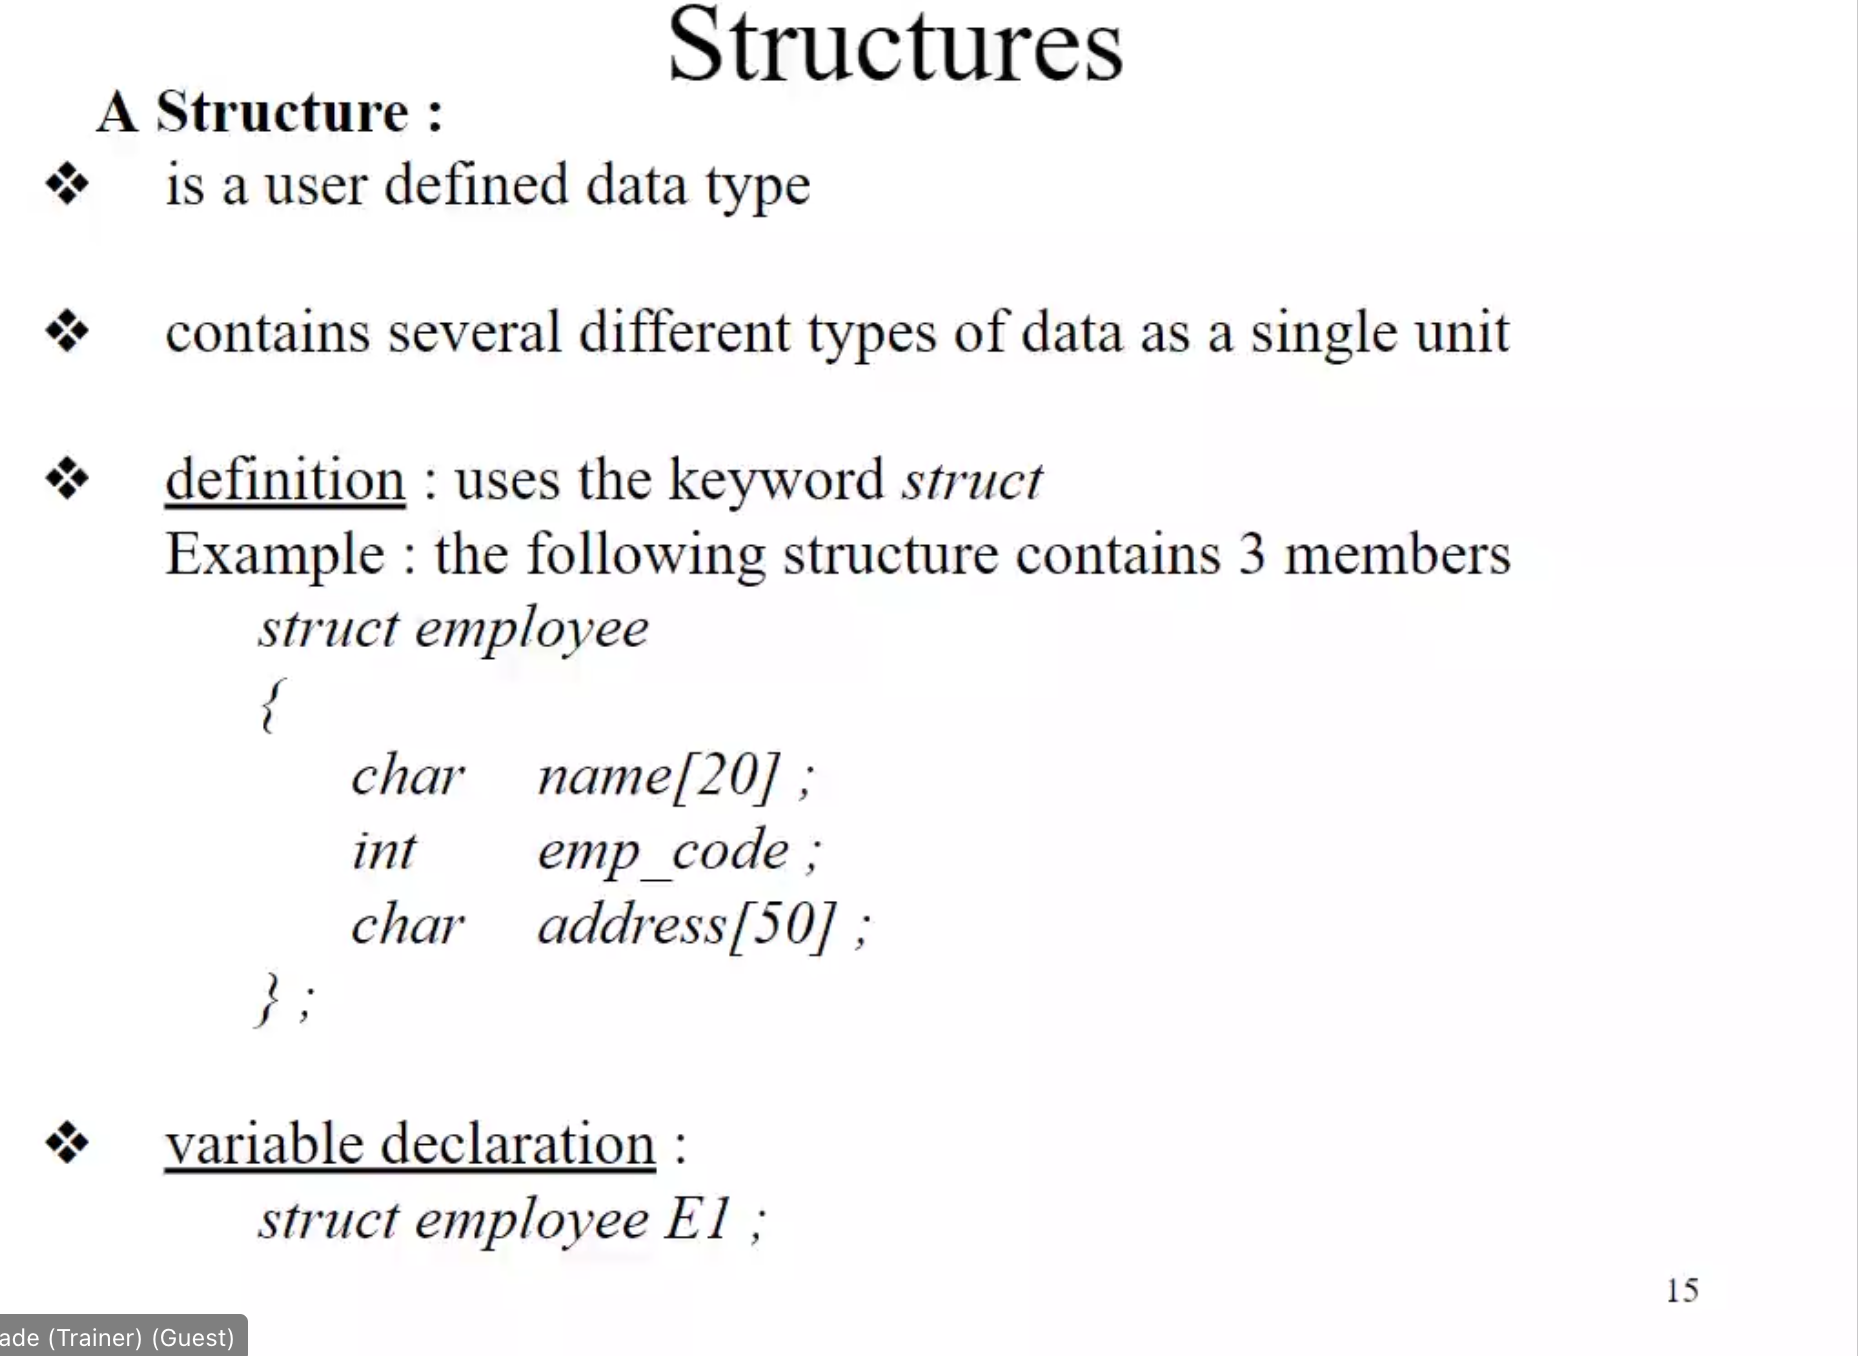 Structures
A Structure :
❖ is a user defined data type
❖ contains several different types of data as a single unit
❖ definition : uses the keyword struct
Example : the following structure contains 3 members
struct employee
{
char name[20] ;
int emp_code ;
char address[50] ;
} ;
❖ variable declaration :
struct employee E1 ;
15
ade (Trainer) (Guest)